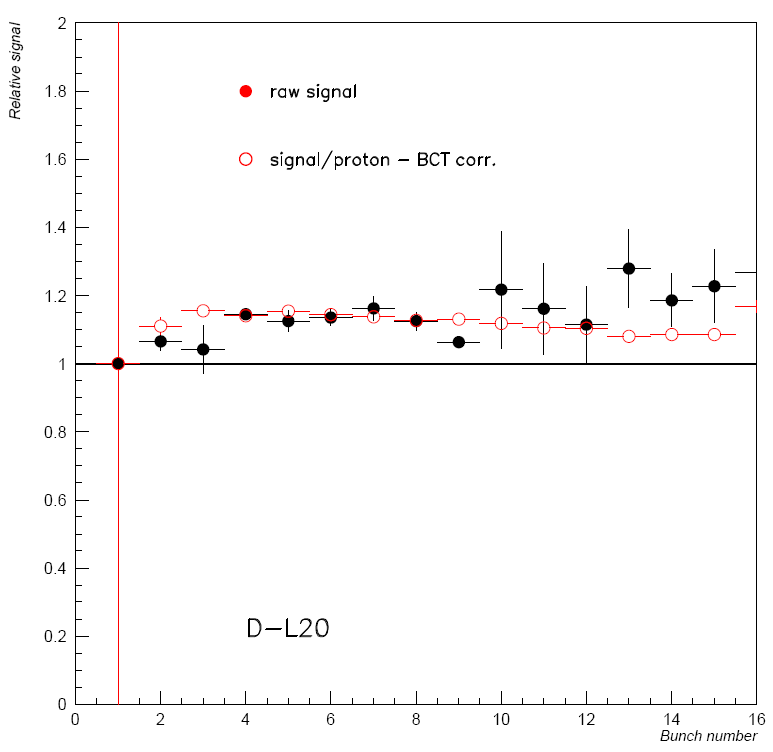 Relative signal
2
1.8
raw signal
1.6
signal/proton − BCT corr.
1.4
1.2
1
0.8
0.6
0.4
0.2
D−L20
0
0 2 4 6 8 10 12 14 16
Bunch number